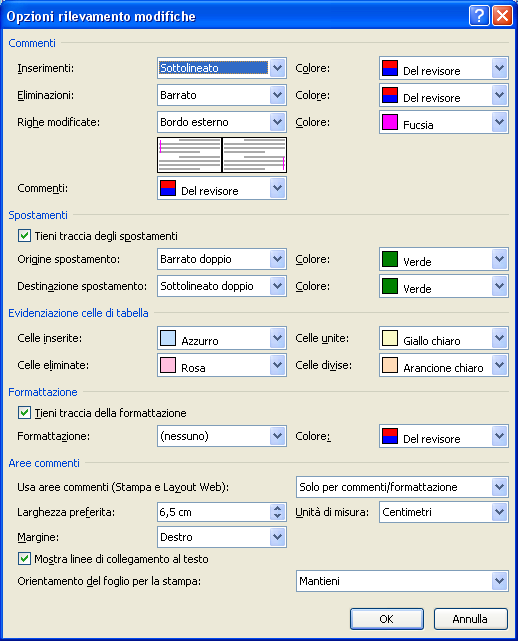 Opzioni rilevamento modifiche
Commenti
Inserimenti: Sottolineato Colore: Del revisore
Eliminazioni: Barrato Colore: Del revisore
Righe modificate: Bordo esterno Colore: Fucsia
Commenti: Del revisore
Spostamenti
Tieni traccia degli spostamenti
Origine spostamento: Barrato doppio Colore: Verde
Destinazione spostamento: Sottolineato doppio Colore: Verde
Evidenziazione celle di tabella
Celle inserite: Azzurro Celle unite: Giallo chiaro
Celle eliminate: Rosa Celle divise: Arancione chiaro
Formattazione
Tieni traccia della formattazione
Formattazione: (nessuno) Colore: Del revisore
Aree commenti
Usa aree commenti (Stampa e Layout Web): Solo per commenti/formattazione
Larghezza preferita: 6,5 cm Unità di misura: Centimetri
Margine: Destro
Mostra linee di collegamento al testo
Orientamento del foglio per la stampa: Mantieni
OK Annulla